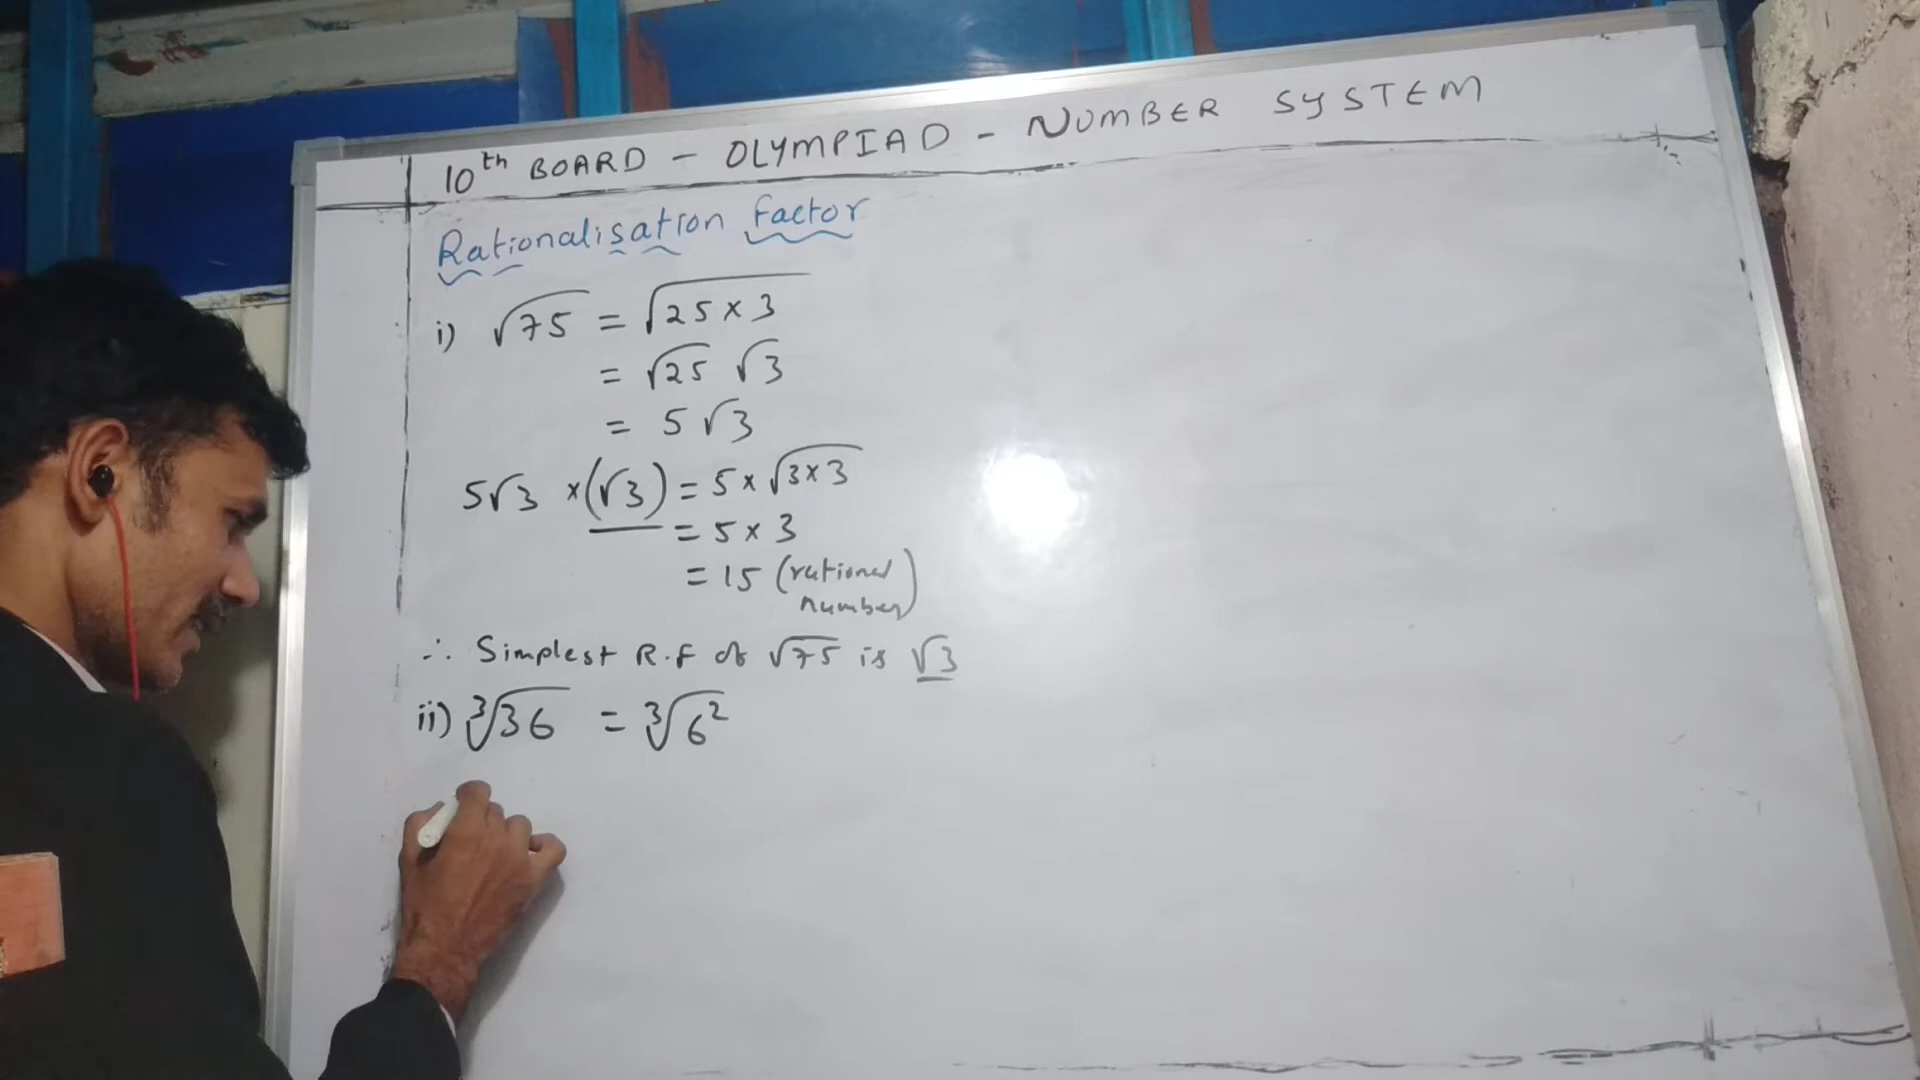 10th BOARD - OLYMPIAD - NUMBER SYSTEM
Rationalisation Factor
i) √75 = √25 × 3
= √25 √3
= 5 √3
5√3 × (√3) = 5 × √3×3
= 5 × 3
= 15 (rational
number)
∴ Simplest R.F of √75 is √3
ii) ³√36 = ³√6²